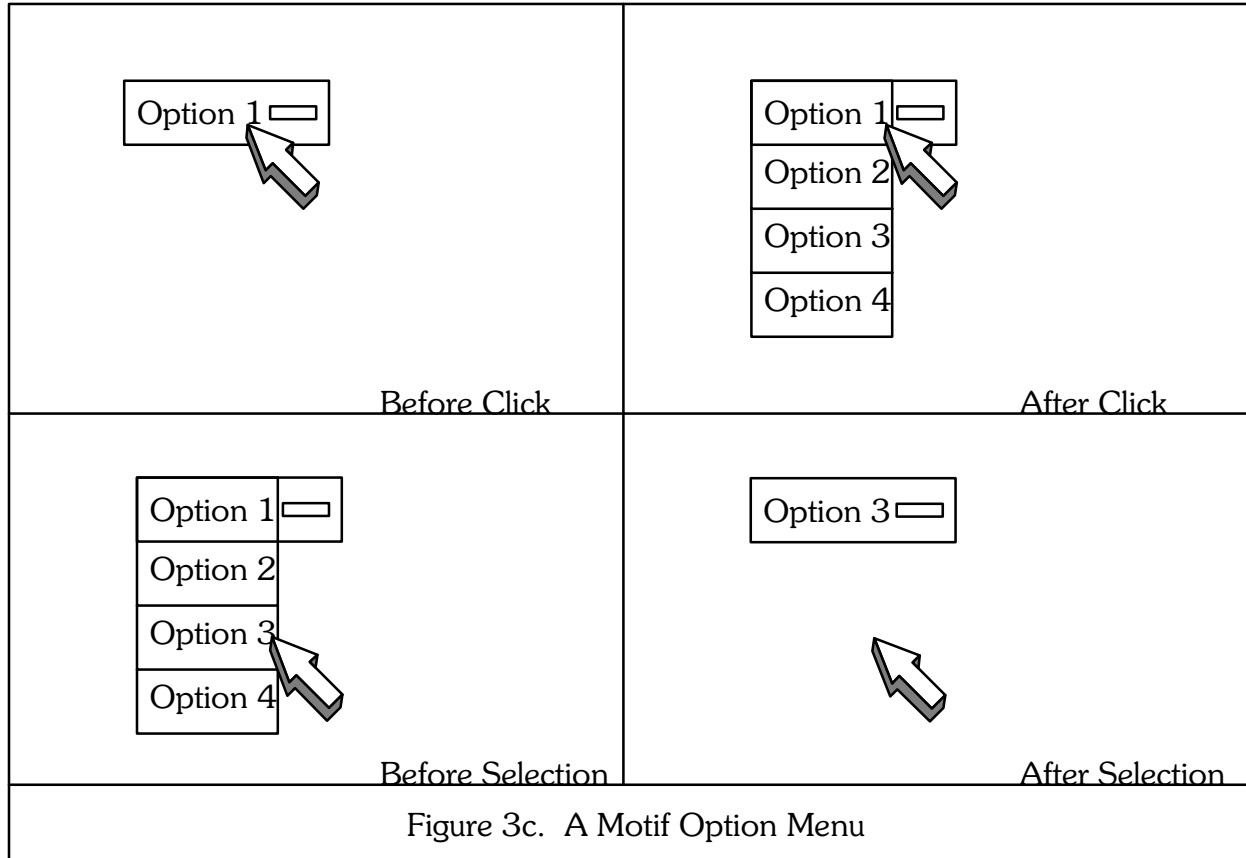 Option 1
Before Click
Option 1
Option 2
Option 3
Option 4
After Click
Option 1
Option 2
Option 3
Option 4
Before Selection
Option 3
After Selection
Figure 3c. A Motif Option Menu